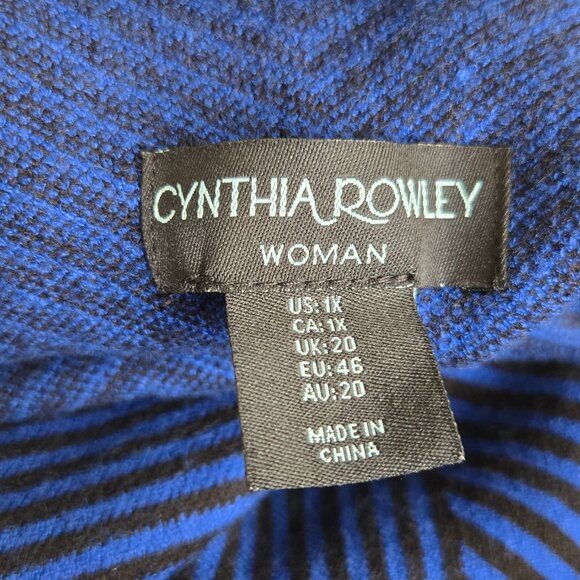 CYNTHIA ROWLEY
WOMAN
US: 1X
CA: 1X
UK: 20
EU: 46
AU: 20
MADE IN
CHINA